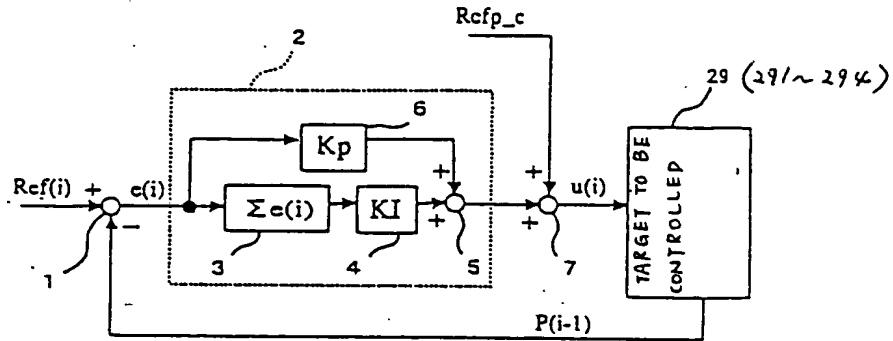 Refp_c
2
29 (291~294)
6
Kp
+
+
Ref(i) +
e(i)
Σe(i)
KI
+
+
u(i)
TARGET TO BE
CONTROLLED
−
1
3
4
5
7
P(i-1)